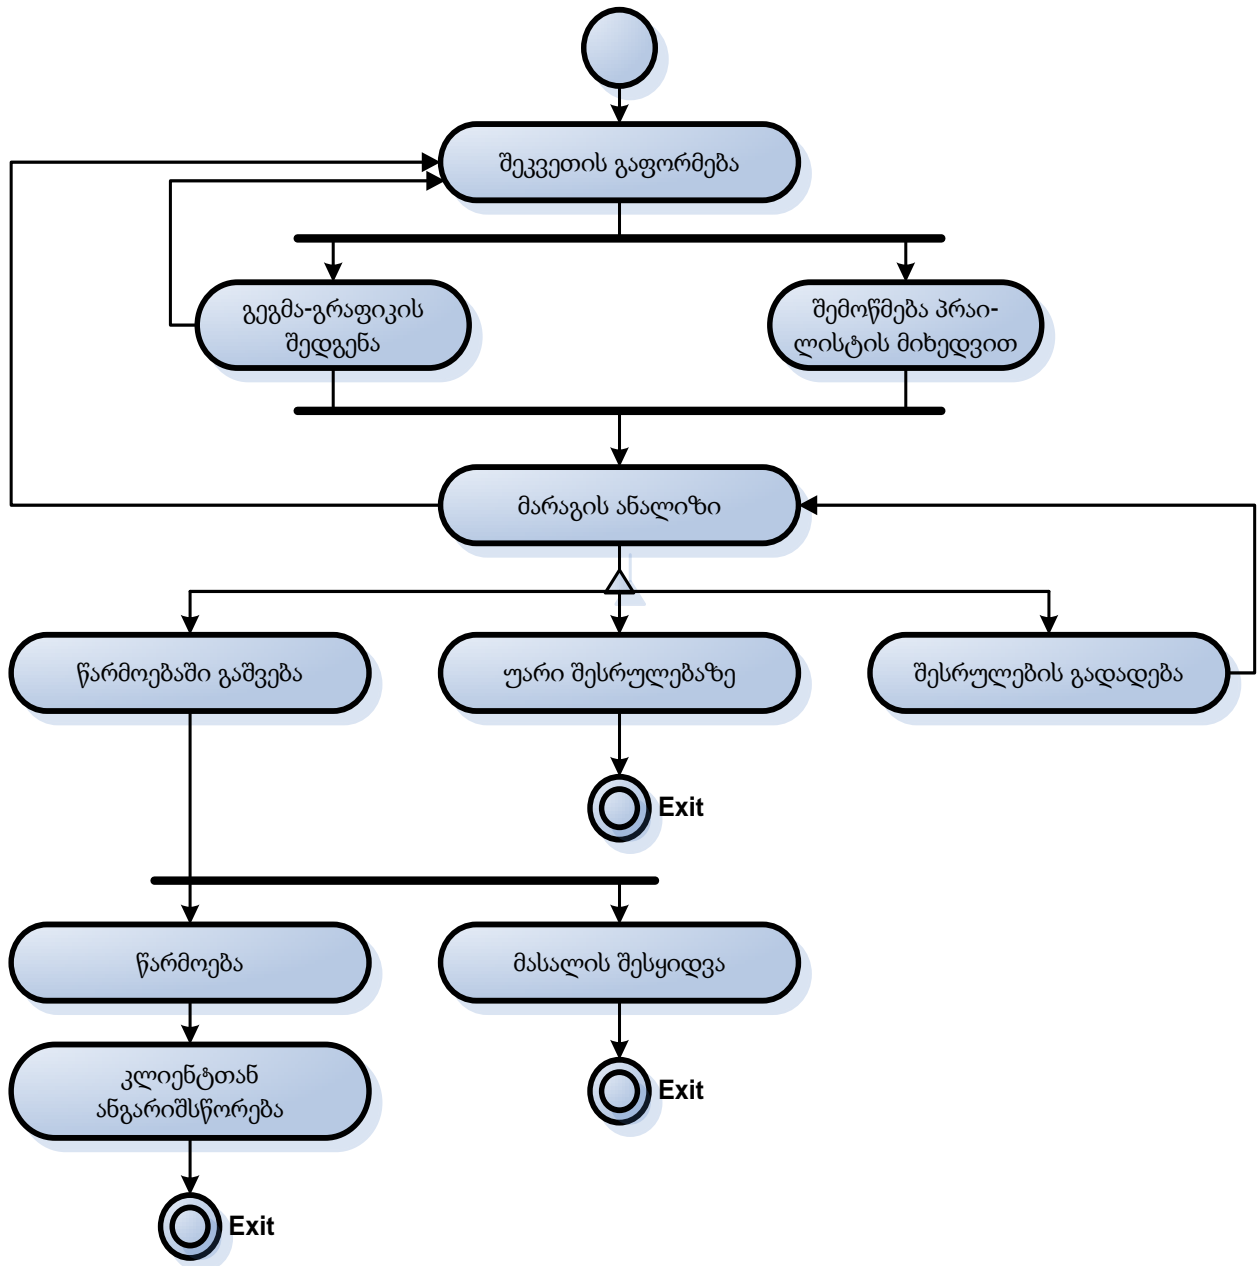 შეკვეთის გაფორმება
გეგმა-გრაფიკის
შედგენა
შემოწმება პრაი-
ლისტის მიხედვით
მარაგის ანალიზი
წარმოებაში გაშვება
უარი შესრულებაზე
შესრულების გადადება
Exit
წარმოება
მასალის შესყიდვა
კლიენტთან
ანგარიშსწორება
Exit
Exit